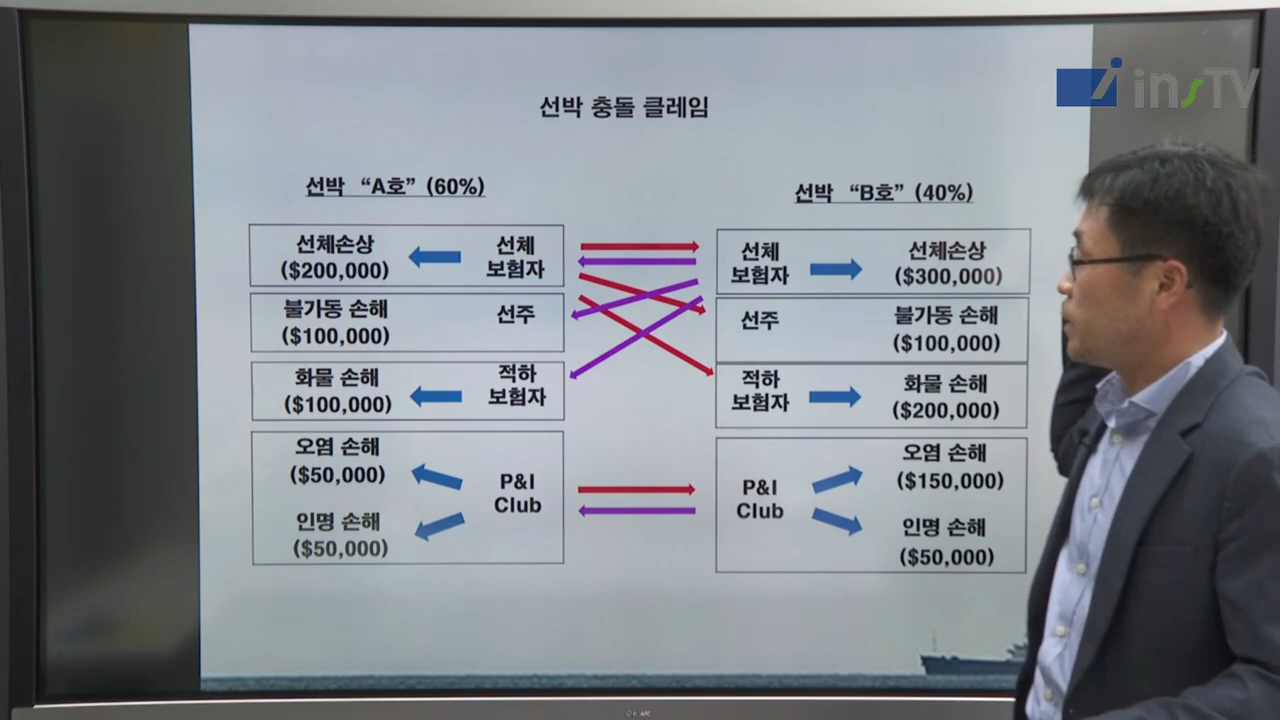 insTV
선박 충돌 클레임
선박 “A호” (60%)
선체손상
($200,000)
선체
보험자
불가동 손해
($100,000)
선주
화물 손해
($100,000)
적하
보험자
오염 손해
($50,000)
인명 손해
($50,000)
P&I
Club
선박 “B호” (40%)
선체
보험자
선체손상
($300,000)
선주
불가동 손해
($100,000)
적하
보험자
화물 손해
($200,000)
P&I
Club
오염 손해
($150,000)
인명 손해
($50,000)